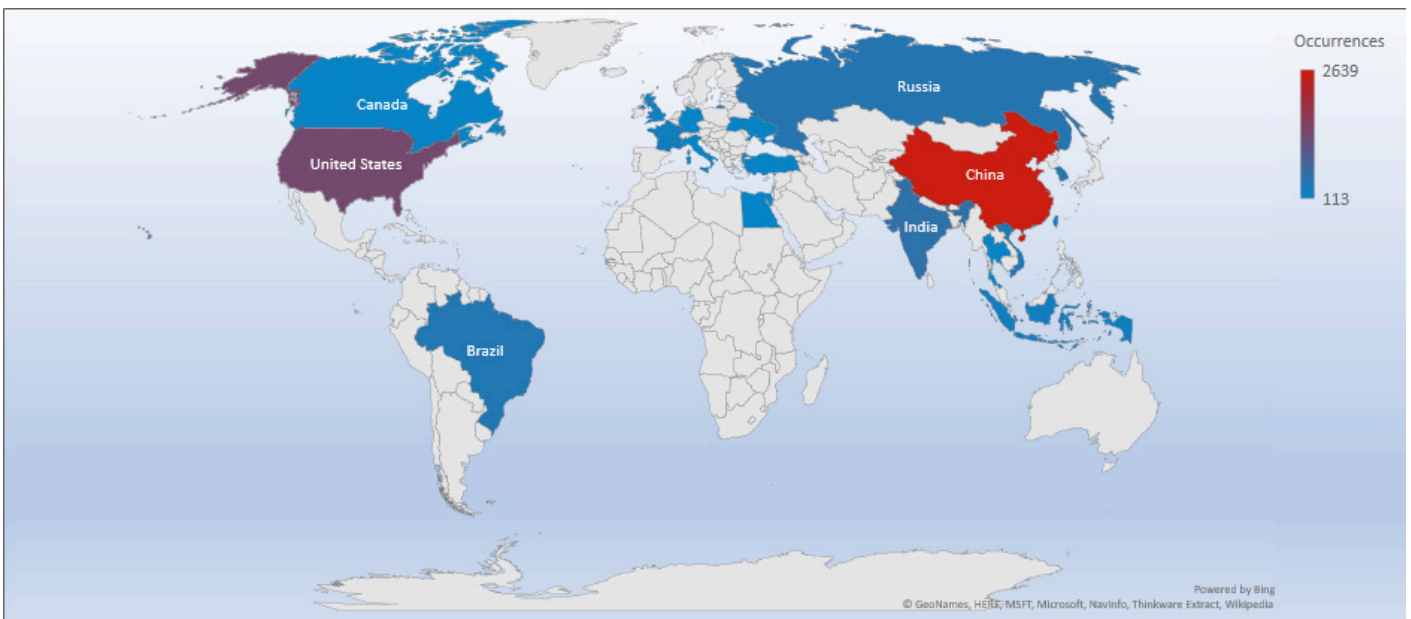 Occurrences
2639
113
Canada
Russia
United States
China
India
Brazil
Powered by Bing
© GeoNames, HERE, MSFT, Microsoft, NavInfo, Thinkware Extract, Wikipedia